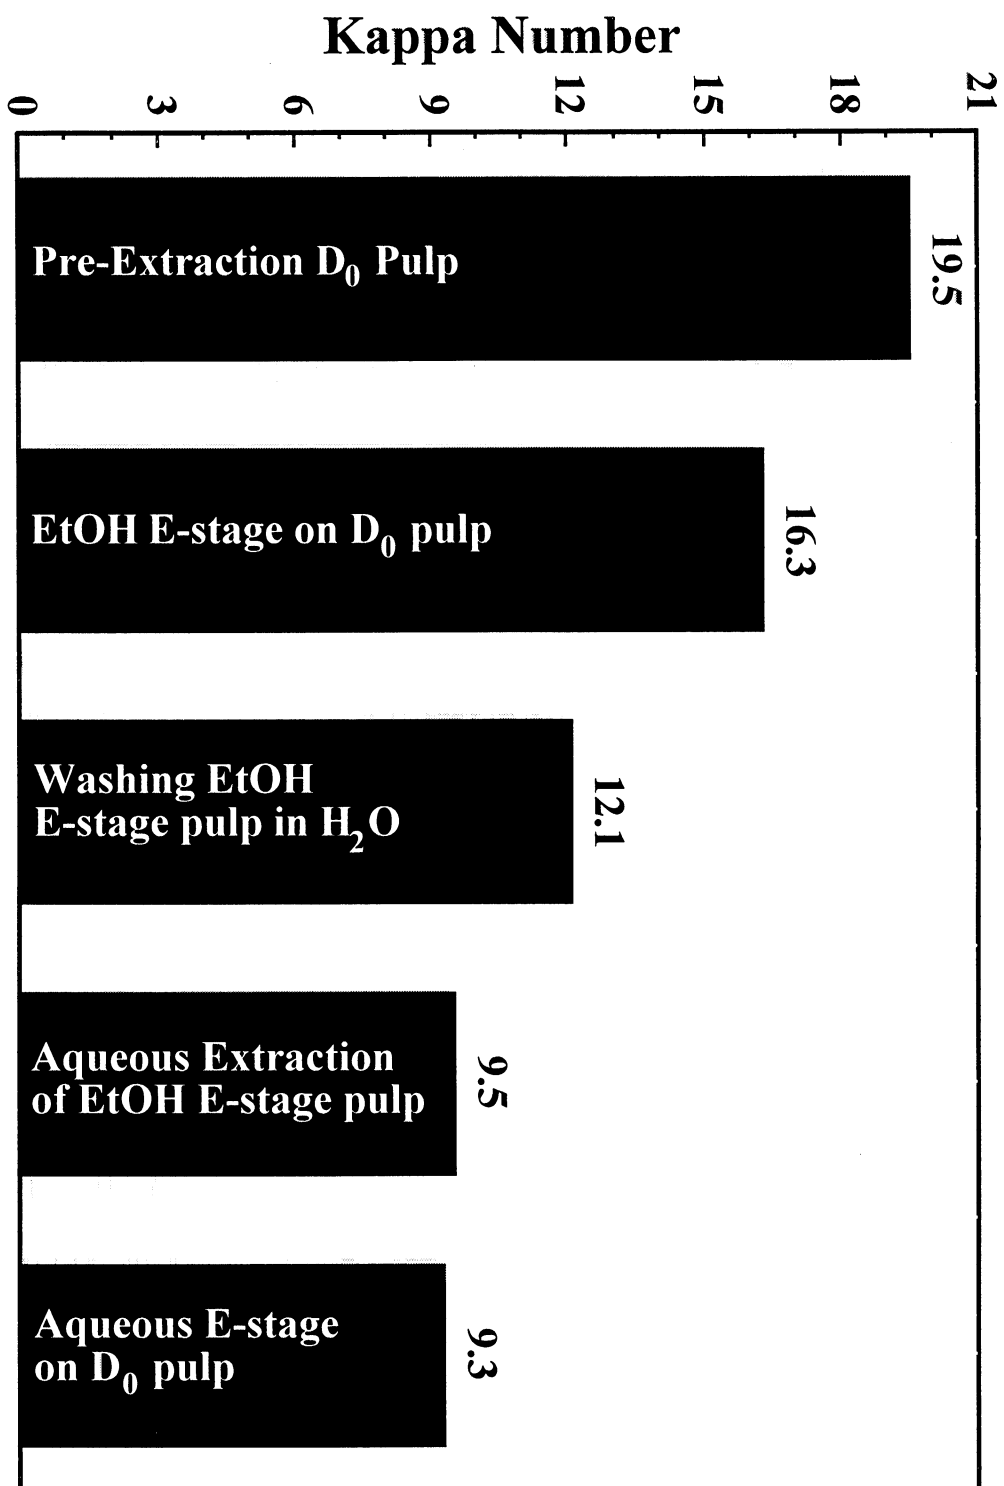 Kappa Number
0 3 6 9 12 15 18 21
Pre-Extraction D₀ Pulp
19.5
EtOH E-stage on D₀ pulp
16.3
Washing EtOH
E-stage pulp in H₂O
12.1
Aqueous Extraction
of EtOH E-stage pulp
9.5
Aqueous E-stage
on D₀ pulp
9.3